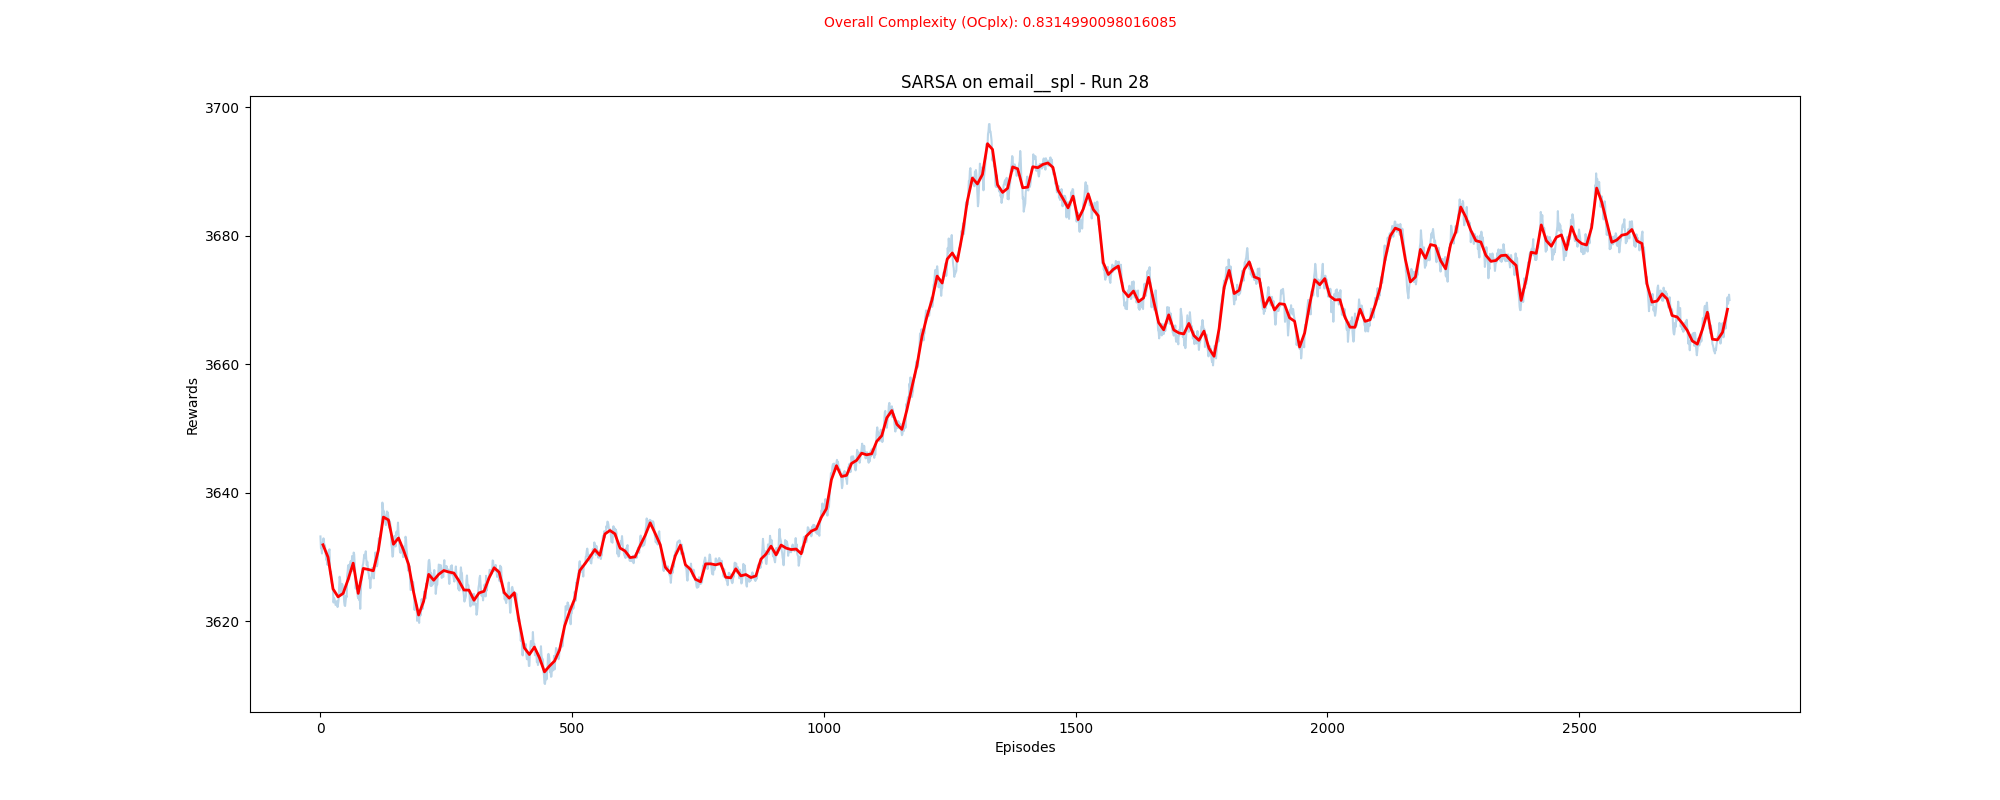 Overall Complexity (OCplx): 0.8314990098016085
SARSA on email__spl - Run 28
3700
3680
3660
3640
3620
Rewards
0 500 1000 1500 2000 2500
Episodes